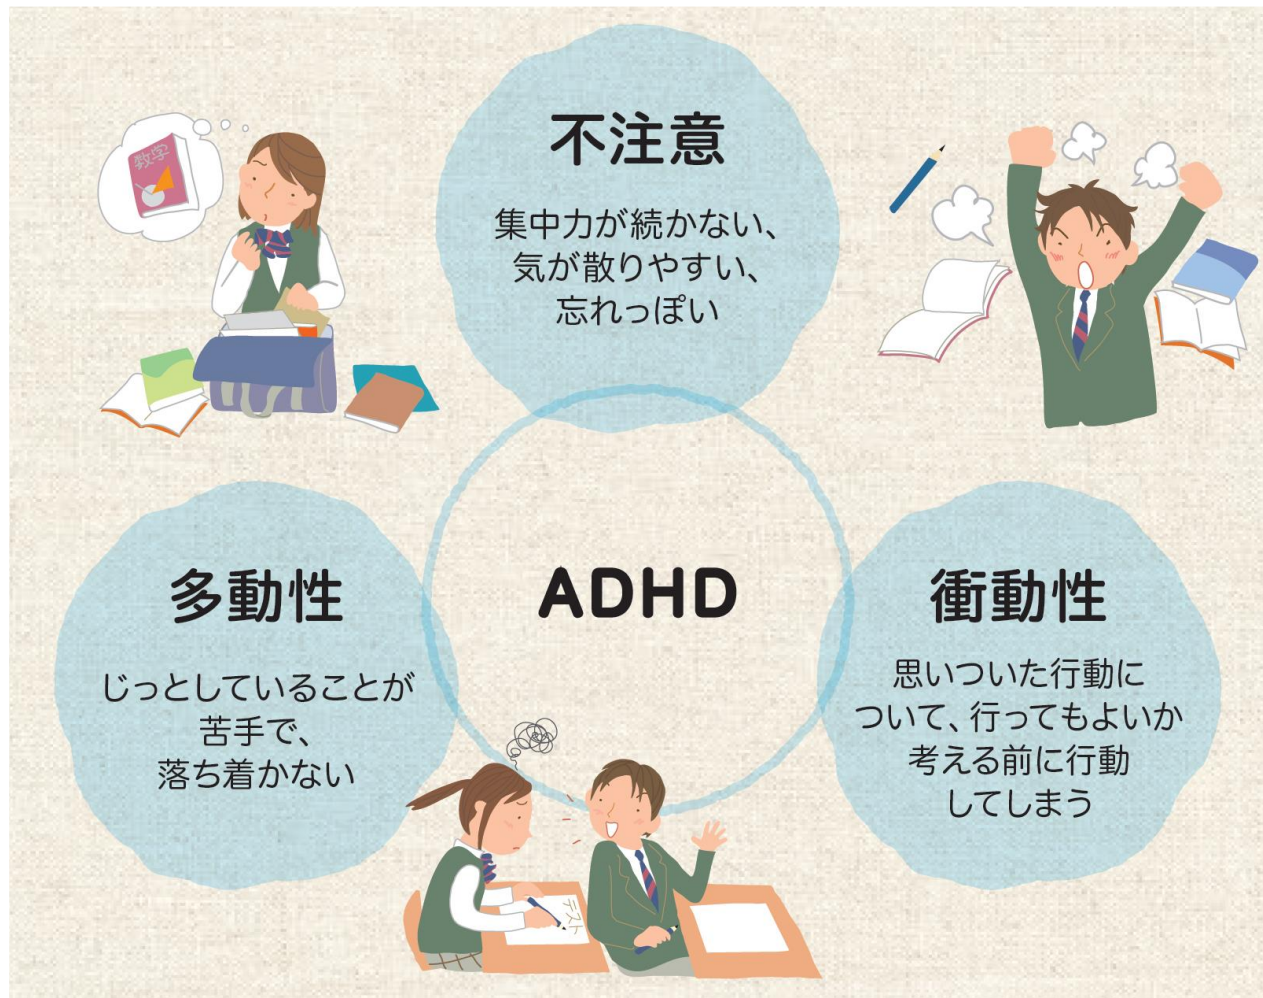 不注意
集中力が続かない、
気が散りやすい、
忘れっぽい
数学
ADHD
多動性
じっとしていることが
苦手で、
落ち着かない
衝動性
思いついた行動に
ついて、行ってもよいか
考える前に行動
してしまう
テスト